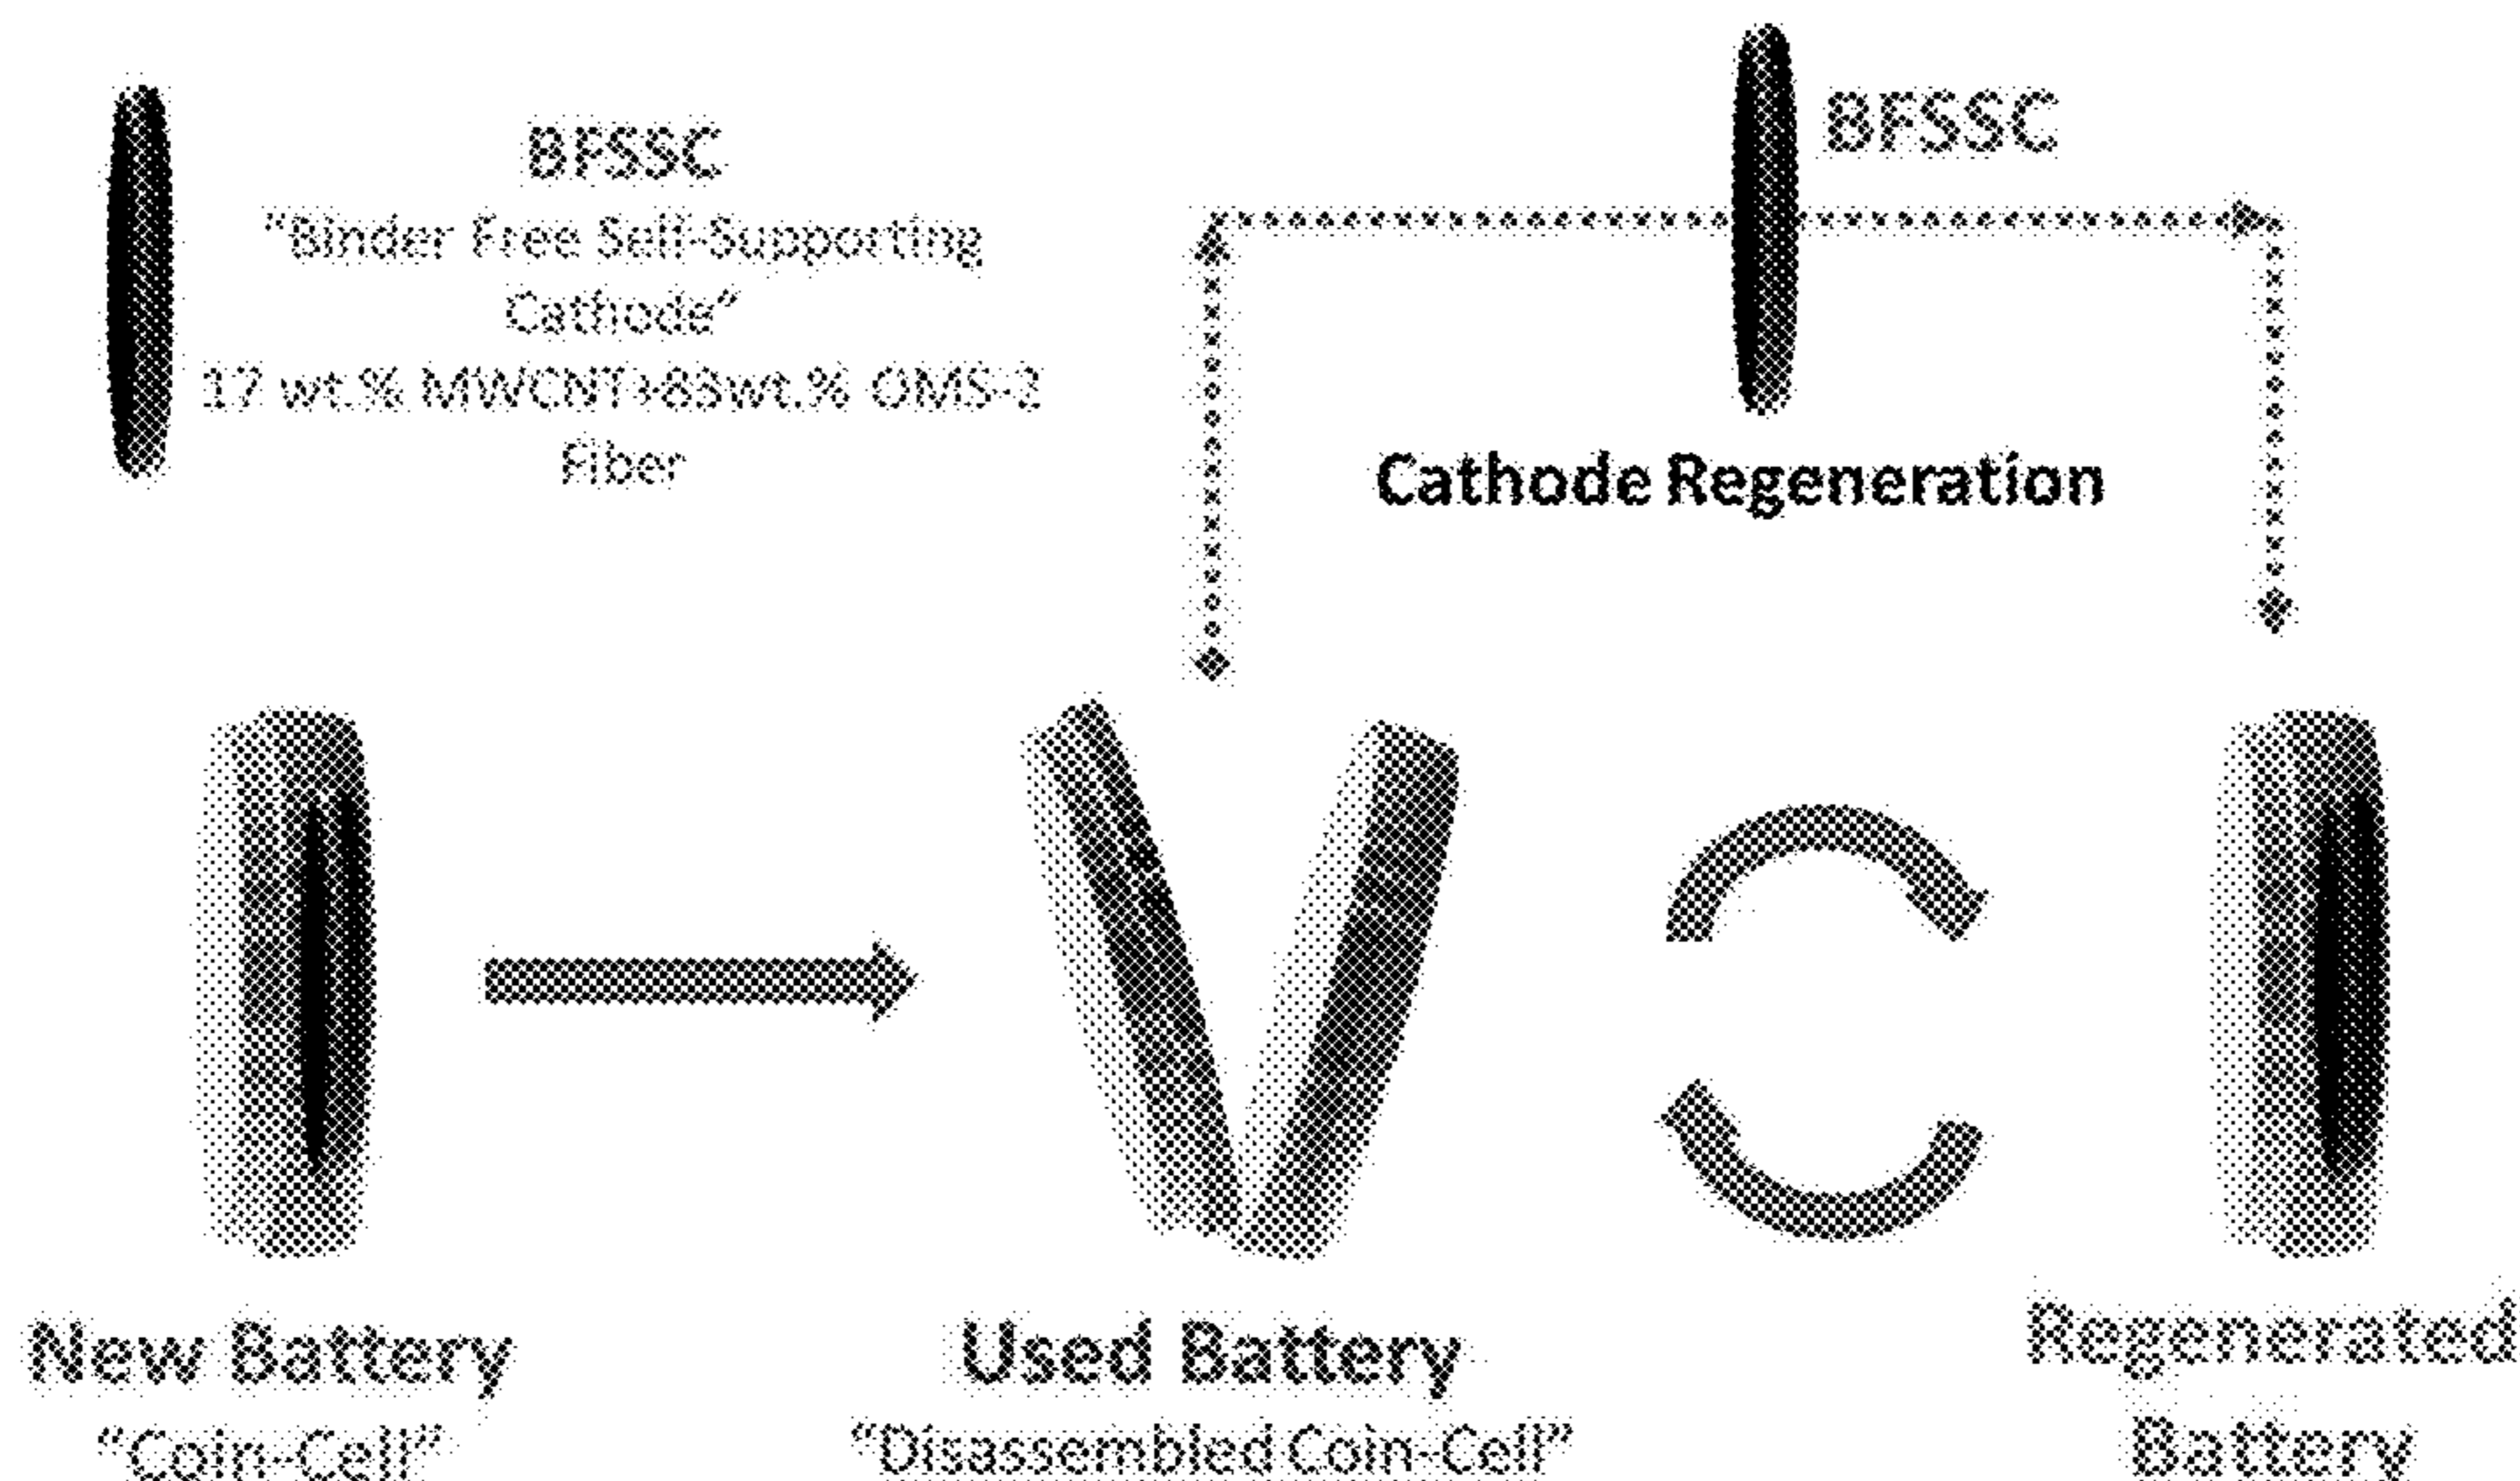 BFSSC
"Binder Free Self-Supporting
Cathode"
17 wt.% MWCNT+83wt.% OMS-2
Fiber
BFSSC
Cathode Regeneration
New Battery
"Coin-Cell"
Used Battery
"Disassembled Coin-Cell"
Regenerated
Battery